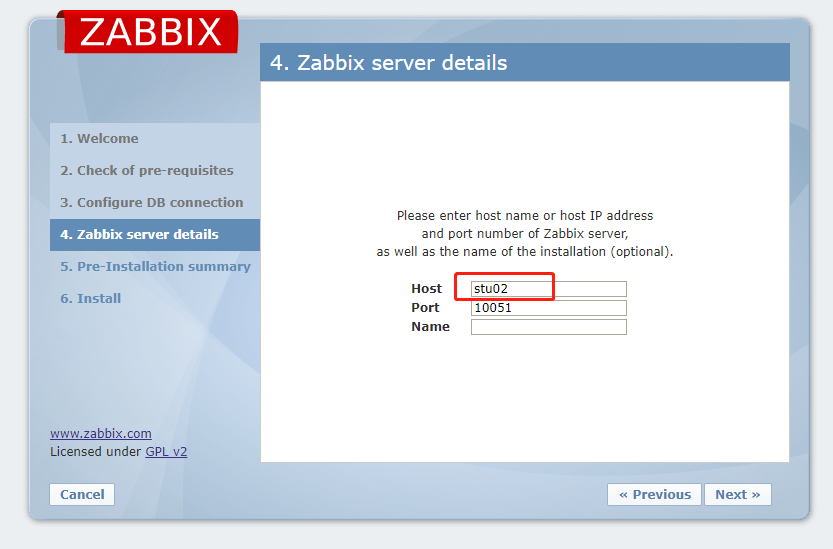 ZABBIX
4. Zabbix server details
1. Welcome
2. Check of pre-requisites
3. Configure DB connection
4. Zabbix server details
5. Pre-Installation summary
6. Install
Please enter host name or host IP address
and port number of Zabbix server,
as well as the name of the installation (optional).
Host stu02
Port 10051
Name
www.zabbix.com
Licensed under GPL v2
Cancel
« Previous
Next »